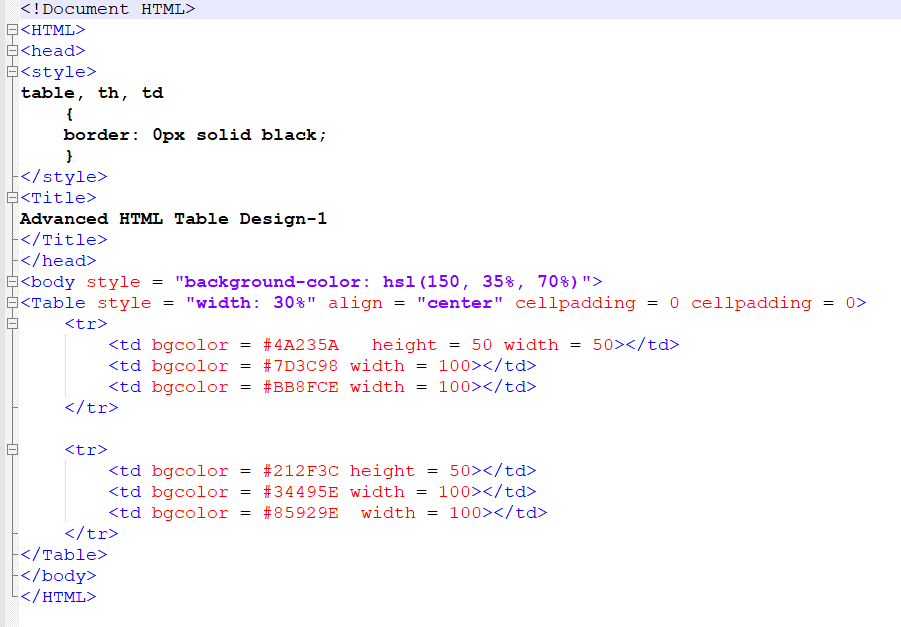 <!Document HTML>
<HTML>
<head>
<style>
table, th, td
{
border: 0px solid black;
}
</style>
<Title>
Advanced HTML Table Design-1
</Title>
</head>
<body style = "background-color: hsl(150, 35%, 70%)">
<Table style = "width: 30%" align = "center" cellpadding = 0 cellpadding = 0>
<tr>
<td bgcolor = #4A235A   height = 50 width = 50></td>
<td bgcolor = #7D3C98 width = 100></td>
<td bgcolor = #BB8FCE width = 100></td>
</tr>
<tr>
<td bgcolor = #212F3C height = 50></td>
<td bgcolor = #34495E width = 100></td>
<td bgcolor = #85929E  width = 100></td>
</tr>
</Table>
</body>
</HTML>